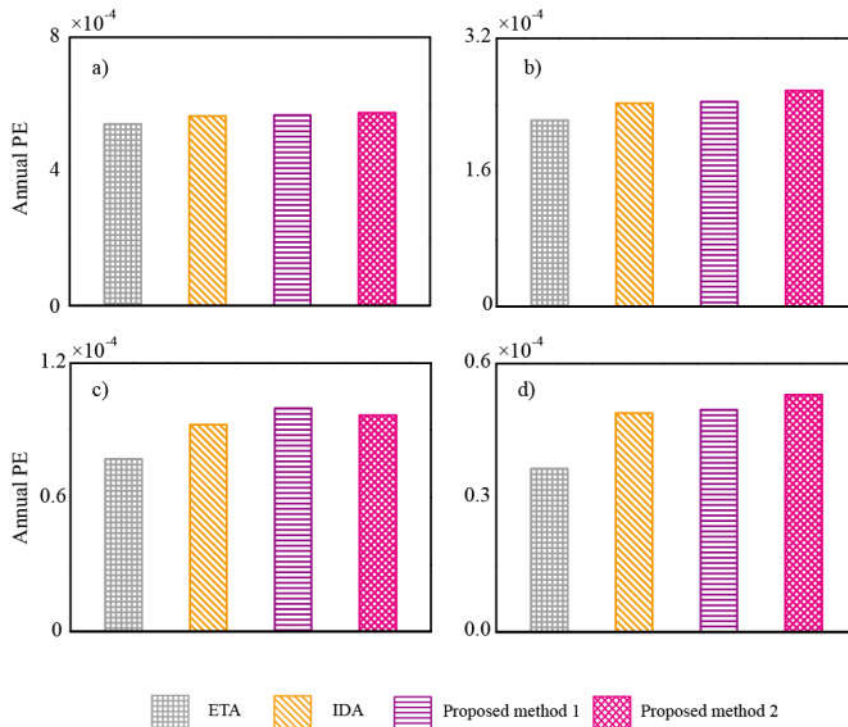 ×10⁻⁴
8
a)
4
0
Annual PE
×10⁻⁴
3.2
b)
1.6
0
×10⁻⁴
1.2
c)
0.6
0
Annual PE
×10⁻⁴
0.6
d)
0.3
0.0
ETA IDA Proposed method 1 Proposed method 2